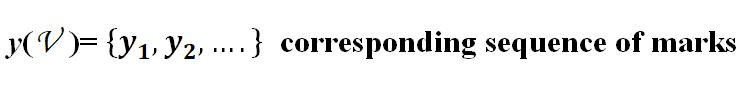 y(𝒱)= {y₁, y₂, ....} corresponding sequence of marks